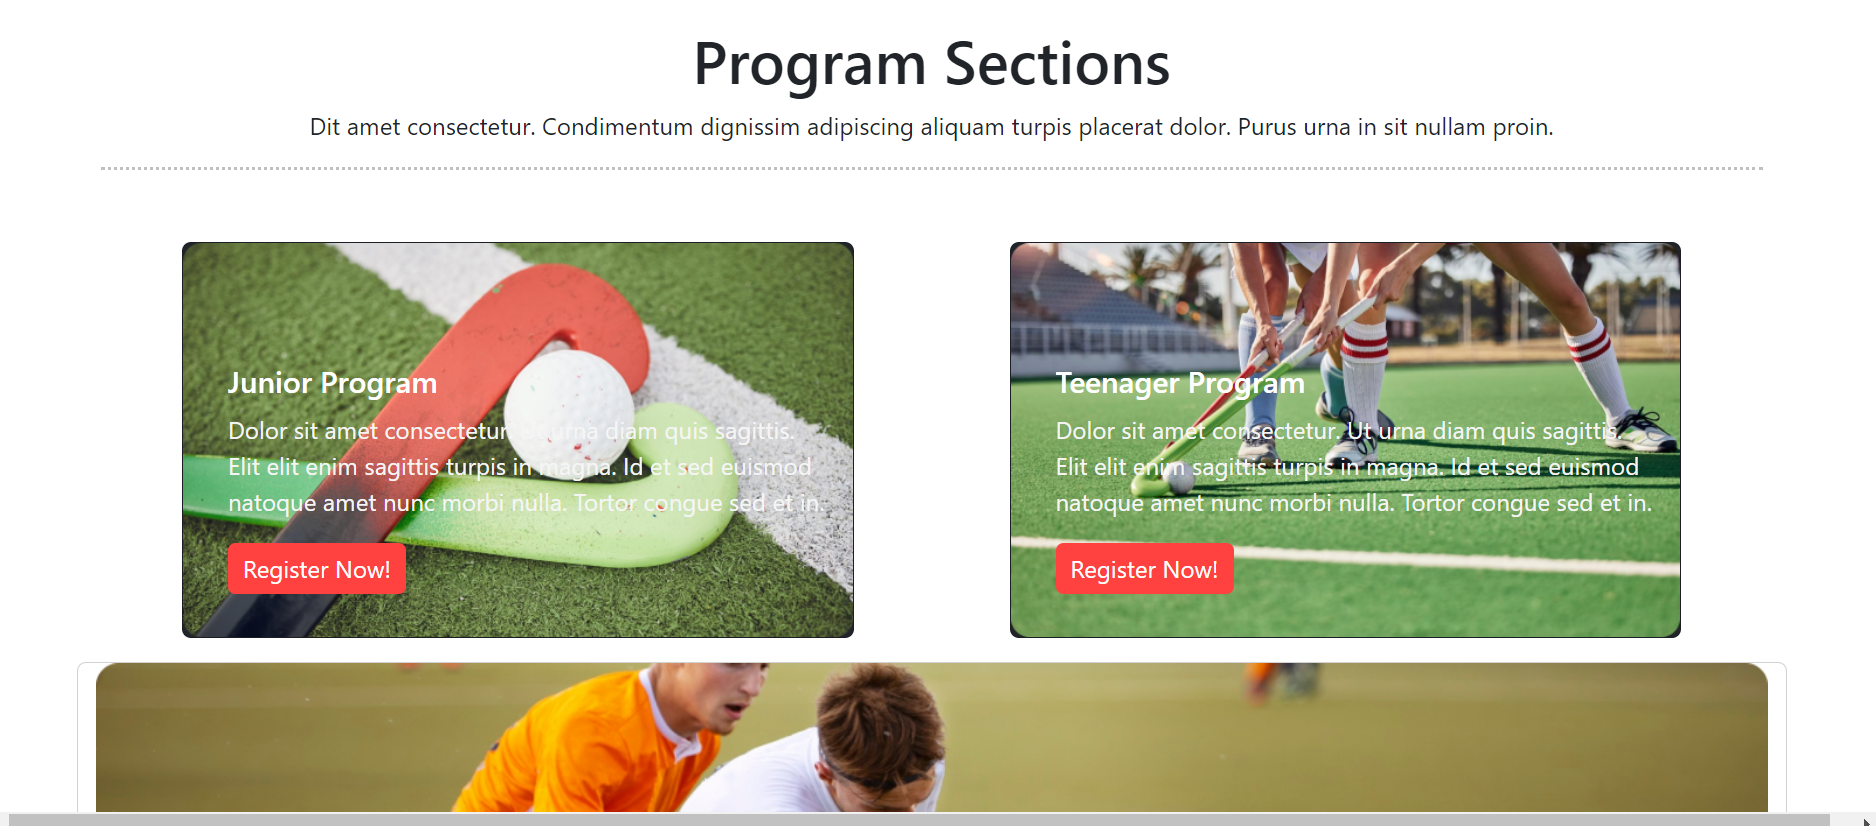 Program Sections
Dit amet consectetur. Condimentum dignissim adipiscing aliquam turpis placerat dolor. Purus urna in sit nullam proin.
Junior Program
Dolor sit amet consectetur. Ut urna diam quis sagittis.
Elit elit enim sagittis turpis in magna. Id et sed euismod
natoque amet nunc morbi nulla. Tortor congue sed et in.
Register Now!
Teenager Program
Dolor sit amet consectetur. Ut urna diam quis sagittis.
Elit elit enim sagittis turpis in magna. Id et sed euismod
natoque amet nunc morbi nulla. Tortor congue sed et in.
Register Now!